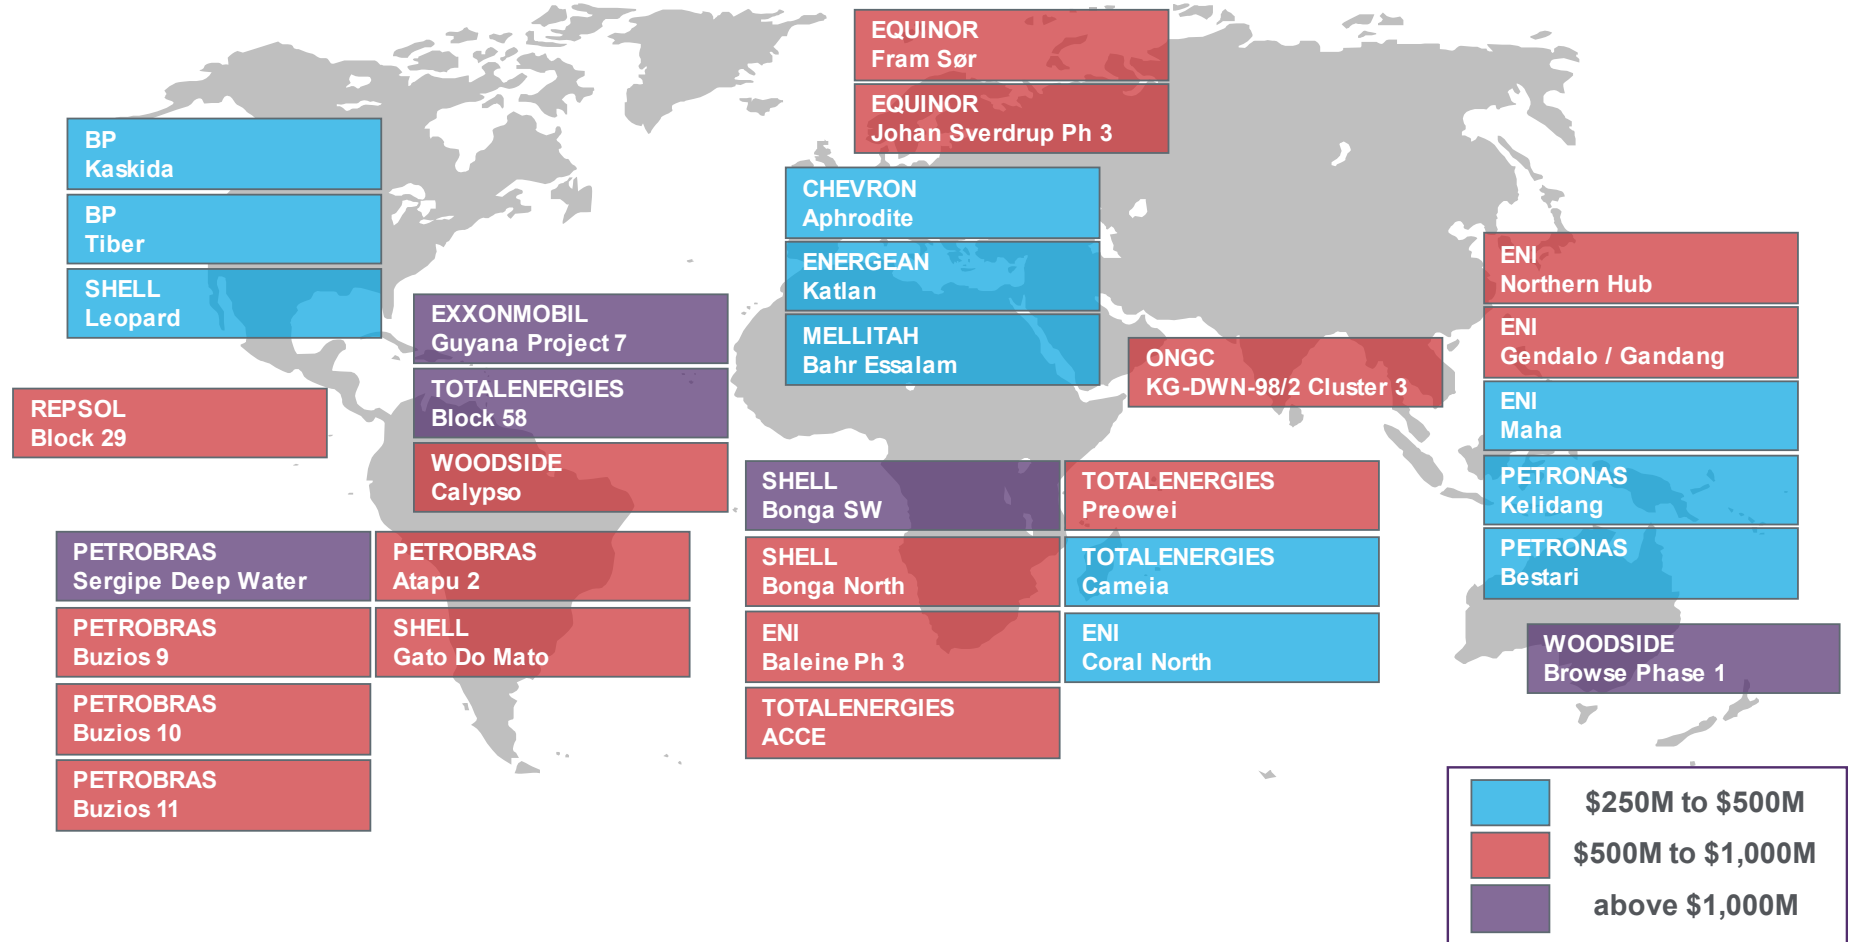 EQUINOR
Fram Sør
EQUINOR
Johan Sverdrup Ph 3
BP
Kaskida
BP
Tiber
SHELL
Leopard
CHEVRON
Aphrodite
ENERGEAN
Katlan
MELLITAH
Bahr Essalam
EXXONMOBIL
Guyana Project 7
TOTALENERGIES
Block 58
WOODSIDE
Calypso
REPSOL
Block 29
ONGC
KG-DWN-98/2 Cluster 3
ENI
Northern Hub
ENI
Gendalo / Gandang
ENI
Maha
PETRONAS
Kelidang
PETRONAS
Bestari
WOODSIDE
Browse Phase 1
PETROBRAS
Sergipe Deep Water
PETROBRAS
Buzios 9
PETROBRAS
Buzios 10
PETROBRAS
Buzios 11
PETROBRAS
Atapu 2
SHELL
Gato Do Mato
SHELL
Bonga SW
SHELL
Bonga North
ENI
Baleine Ph 3
TOTALENERGIES
ACCE
TOTALENERGIES
Preowei
TOTALENERGIES
Cameia
ENI
Coral North
$250M to $500M
$500M to $1,000M
above $1,000M